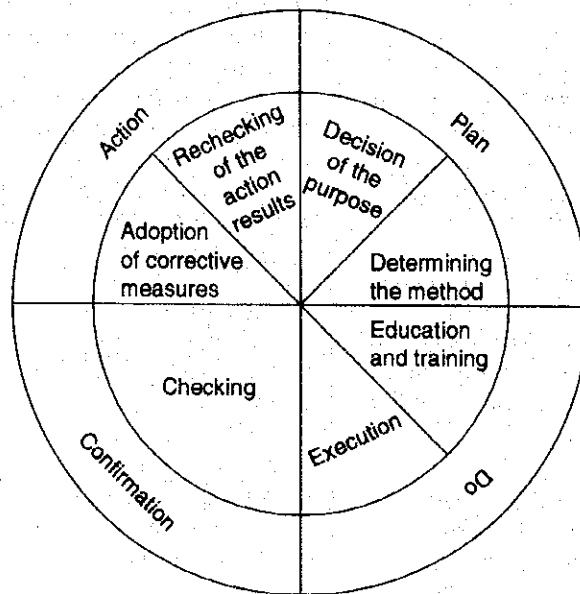 Plan
Decision
of the
purpose
Determining
the method
Do
Education
and training
Execution
Confirmation
Checking
Action
Adoption
of corrective
measures
Rechecking
of the
action
results